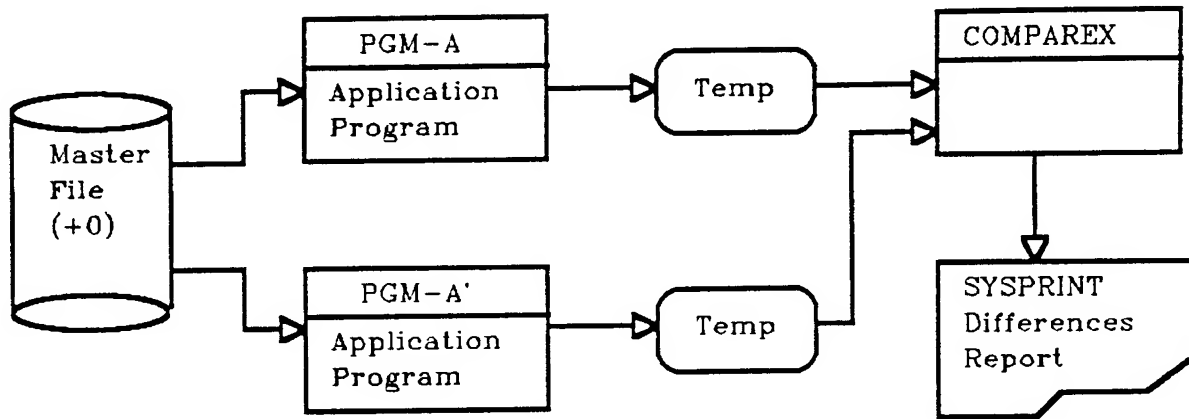 Master
File
(+0)
PGM-A
Application
Program
Temp
PGM-A'
Application
Program
Temp
COMPAREX
SYSPRINT
Differences
Report